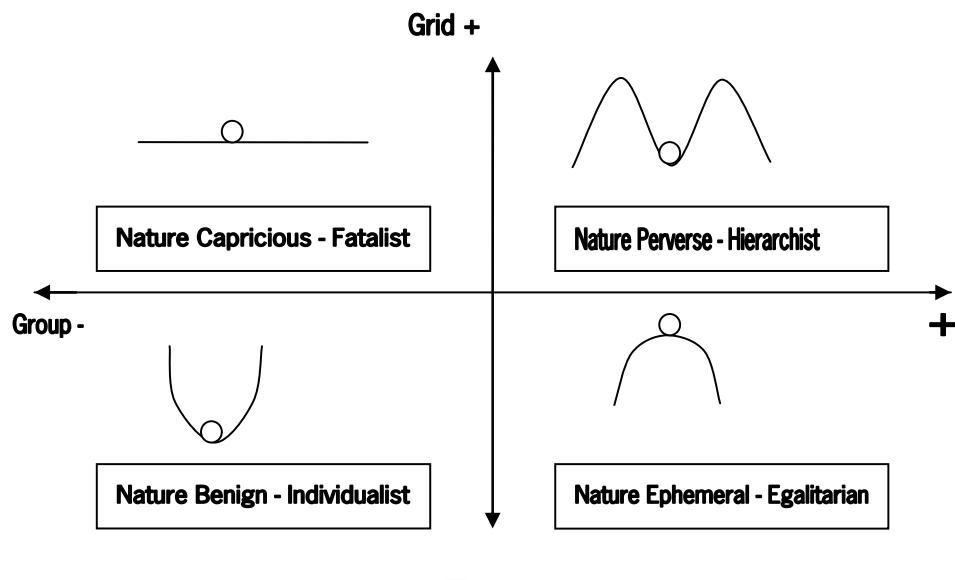 Grid +
Nature Capricious - Fatalist
Nature Perverse - Hierarchist
Group -
+
Nature Benign - Individualist
Nature Ephemeral - Egalitarian